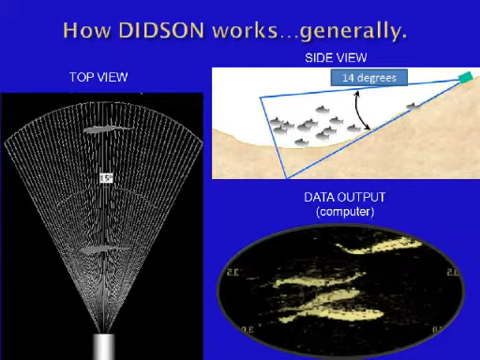 How DIDSON works...generally.
SIDE VIEW
TOP VIEW
14 degrees
15°
DATA OUTPUT
(computer)